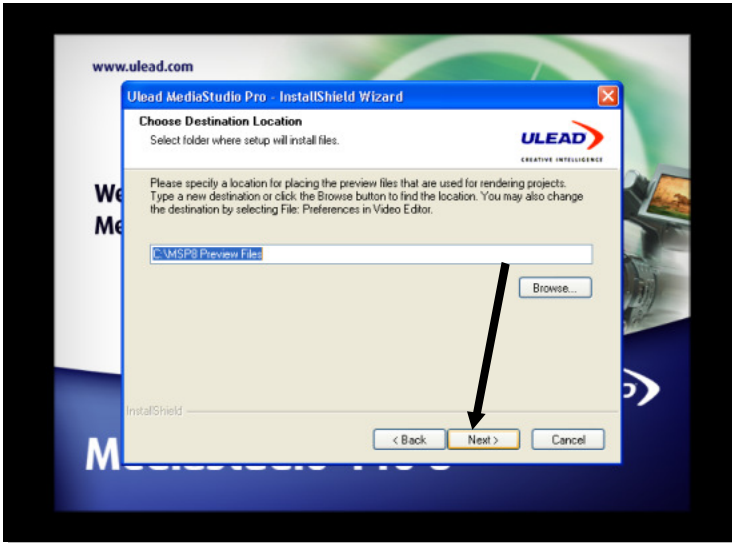 www.ulead.com
Ulead MediaStudio Pro - InstallShield Wizard
Choose Destination Location
Select folder where setup will install files.
ULEAD
CREATIVE INTELLIGENCE
Please specify a location for placing the preview files that are used for rendering projects.
Type a new destination or click the Browse button to find the location. You may also change
the destination by selecting File: Preferences in Video Editor.
We
Me
C:\MSP8 Preview Files
Browse...
InstallShield
< Back
Next >
Cancel